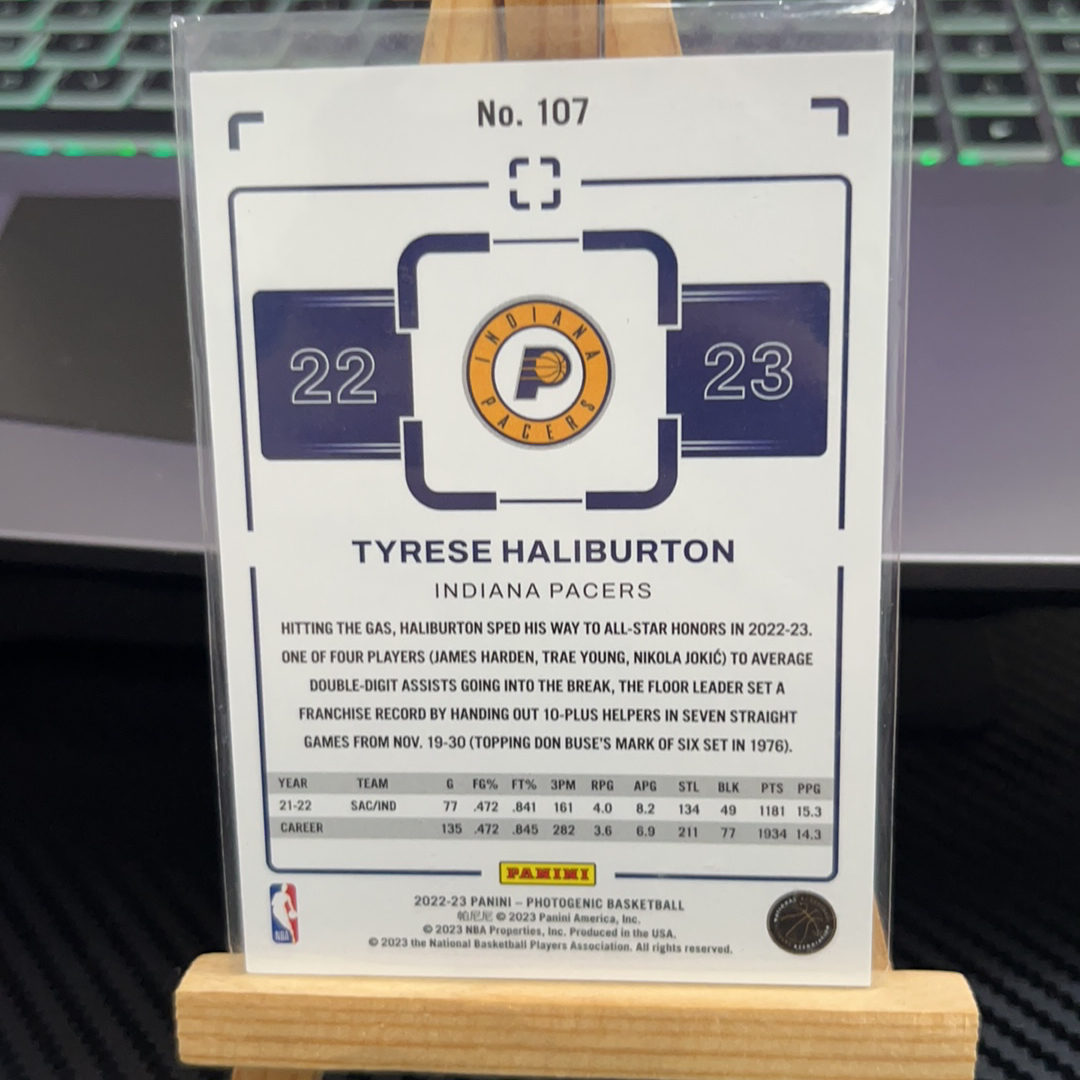 No. 107
22
INDIANA
P
PACERS
23
TYRESE HALIBURTON
INDIANA PACERS
HITTING THE GAS, HALIBURTON SPED HIS WAY TO ALL-STAR HONORS IN 2022-23.
ONE OF FOUR PLAYERS (JAMES HARDEN, TRAE YOUNG, NIKOLA JOKIĆ) TO AVERAGE
DOUBLE-DIGIT ASSISTS GOING INTO THE BREAK, THE FLOOR LEADER SET A
FRANCHISE RECORD BY HANDING OUT 10-PLUS HELPERS IN SEVEN STRAIGHT
GAMES FROM NOV. 19-30 (TOPPING DON BUSE'S MARK OF SIX SET IN 1976).
YEAR TEAM G FG% FT% 3PM RPG APG STL BLK PTS PPG
21-22 SAC/IND 77 .472 .841 161 4.0 8.2 134 49 1181 15.3
CAREER 135 .472 .845 282 3.6 6.9 211 77 1934 14.3
PANINI
2022-23 PANINI – PHOTOGENIC BASKETBALL
帕尼尼 © 2023 Panini America, Inc.
© 2023 NBA Properties, Inc. Produced in the USA.
© 2023 the National Basketball Players Association. All rights reserved.
NBA